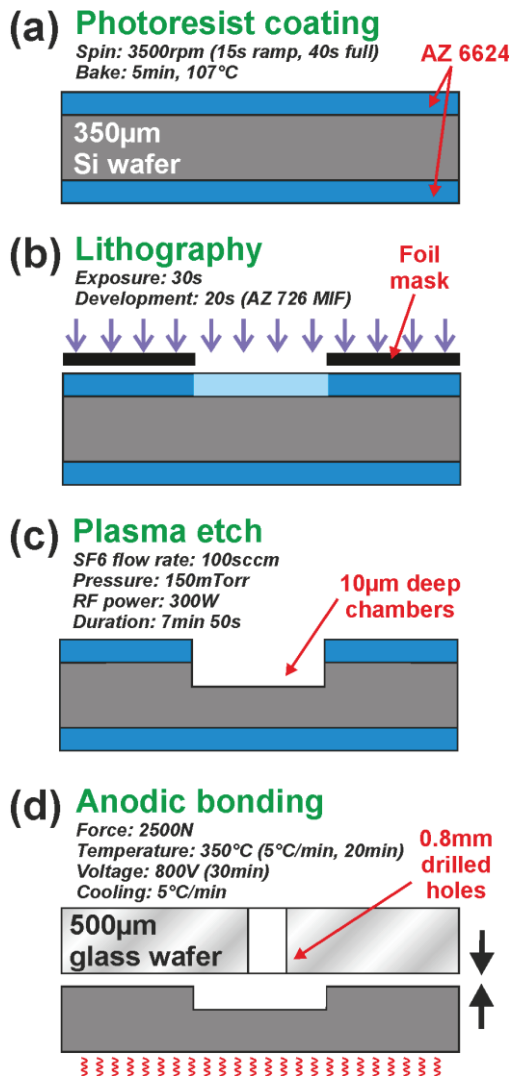 (a) Photoresist coating
Spin: 3500rpm (15s ramp, 40s full)
Bake: 5min, 107°C
AZ 6624
350µm
Si wafer
(b) Lithography
Exposure: 30s
Development: 20s (AZ 726 MIF)
Foil
mask
(c) Plasma etch
SF6 flow rate: 100sccm
Pressure: 150mTorr
RF power: 300W
Duration: 7min 50s
10µm deep
chambers
(d) Anodic bonding
Force: 2500N
Temperature: 350°C (5°C/min, 20min)
Voltage: 800V (30min)
Cooling: 5°C/min
0.8mm
drilled
holes
500µm
glass wafer